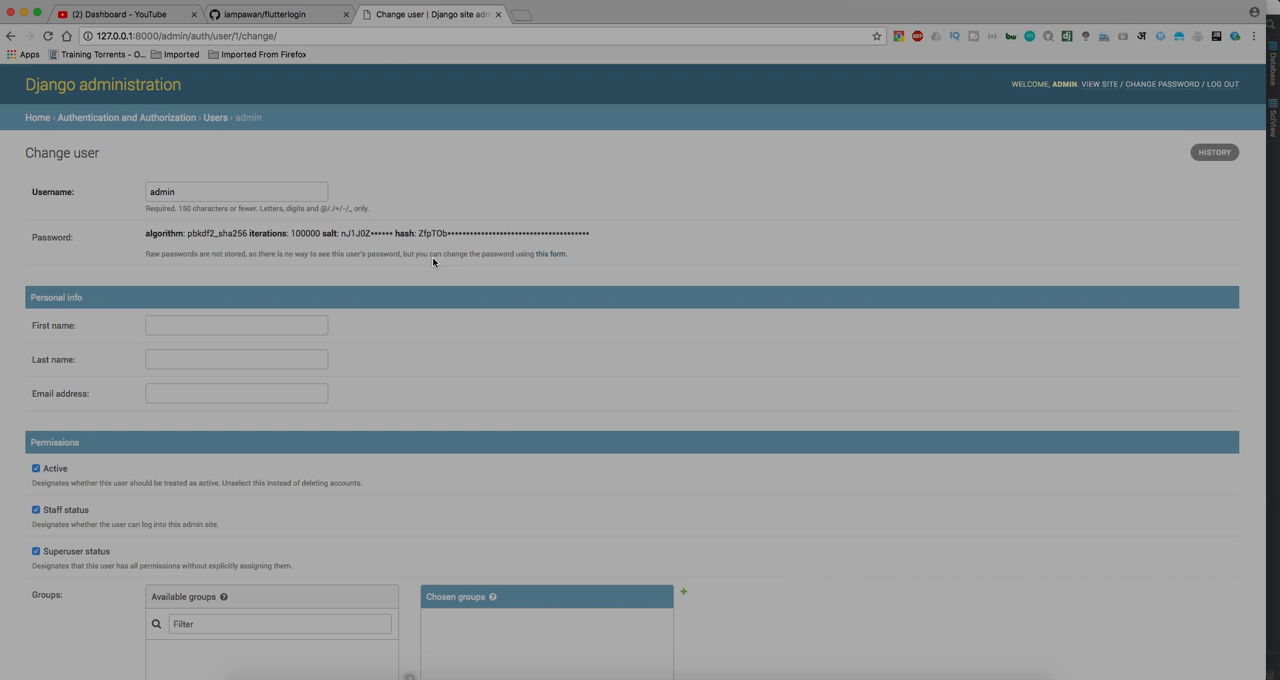 (2) Dashboard - YouTube
iampawan/flutterlogin
Change user | Django site adm
127.0.0.1:8000/admin/auth/user/1/change/
Apps
Training Torrents - O...
Imported
Imported From Firefox
Django administration
WELCOME, ADMIN. VIEW SITE / CHANGE PASSWORD / LOG OUT
Home › Authentication and Authorization › Users › admin
Change user
HISTORY
Username:
admin
Required. 150 characters or fewer. Letters, digits and @/./+/-/_ only.
Password:
algorithm: pbkdf2_sha256 iterations: 100000 salt: nJ1J0Z•••••• hash: ZfpTOb••••••••••••••••••••••••••••••••••••••
Raw passwords are not stored, so there is no way to see this user's password, but you can change the password using this form.
Personal info
First name:
Last name:
Email address:
Permissions
Active
Designates whether this user should be treated as active. Unselect this instead of deleting accounts.
Staff status
Designates whether the user can log into this admin site.
Superuser status
Designates that this user has all permissions without explicitly assigning them.
Groups:
Available groups
Filter
Chosen groups
Database
SciView